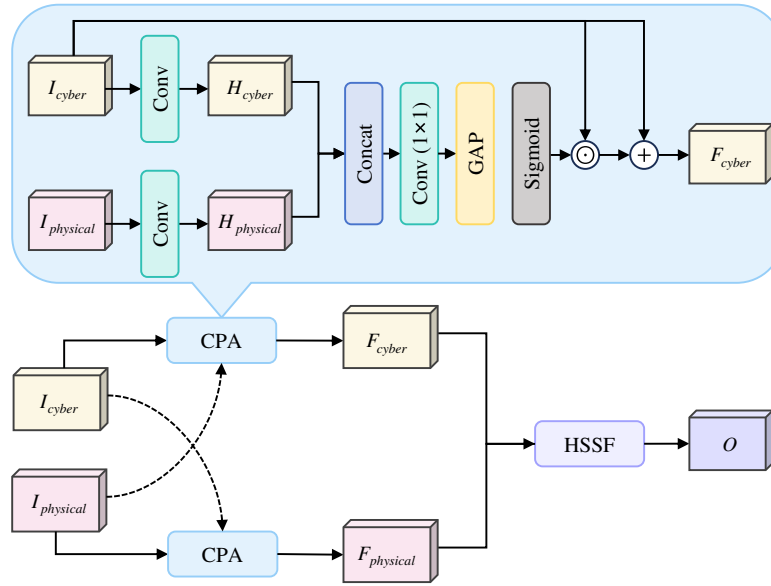 I_cyber
Conv
H_cyber
I_physical
Conv
H_physical
Concat
Conv (1×1)
GAP
Sigmoid
⊙
+
F_cyber
CPA
F_cyber
I_cyber
HSSF
O
I_physical
CPA
F_physical